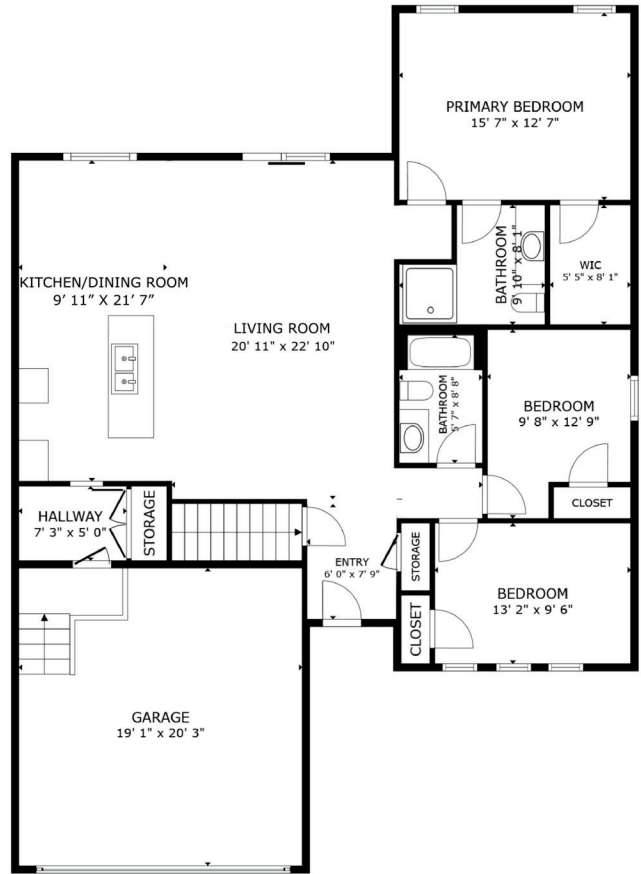 PRIMARY BEDROOM
15' 7" x 12' 7"
KITCHEN/DINING ROOM
9' 11” X 21' 7”
LIVING ROOM
20' 11" x 22' 10"
BATHROOM
9' 10" x 8' 1"
WIC
5' 5" x 8' 1"
BATHROOM
5' 7" x 8' 8"
BEDROOM
9' 8" x 12' 9"
CLOSET
HALLWAY
7' 3" x 5' 0"
STORAGE
ENTRY
6' 0" x 7' 9"
STORAGE
CLOSET
BEDROOM
13' 2" x 9' 6"
GARAGE
19' 1" x 20' 3"